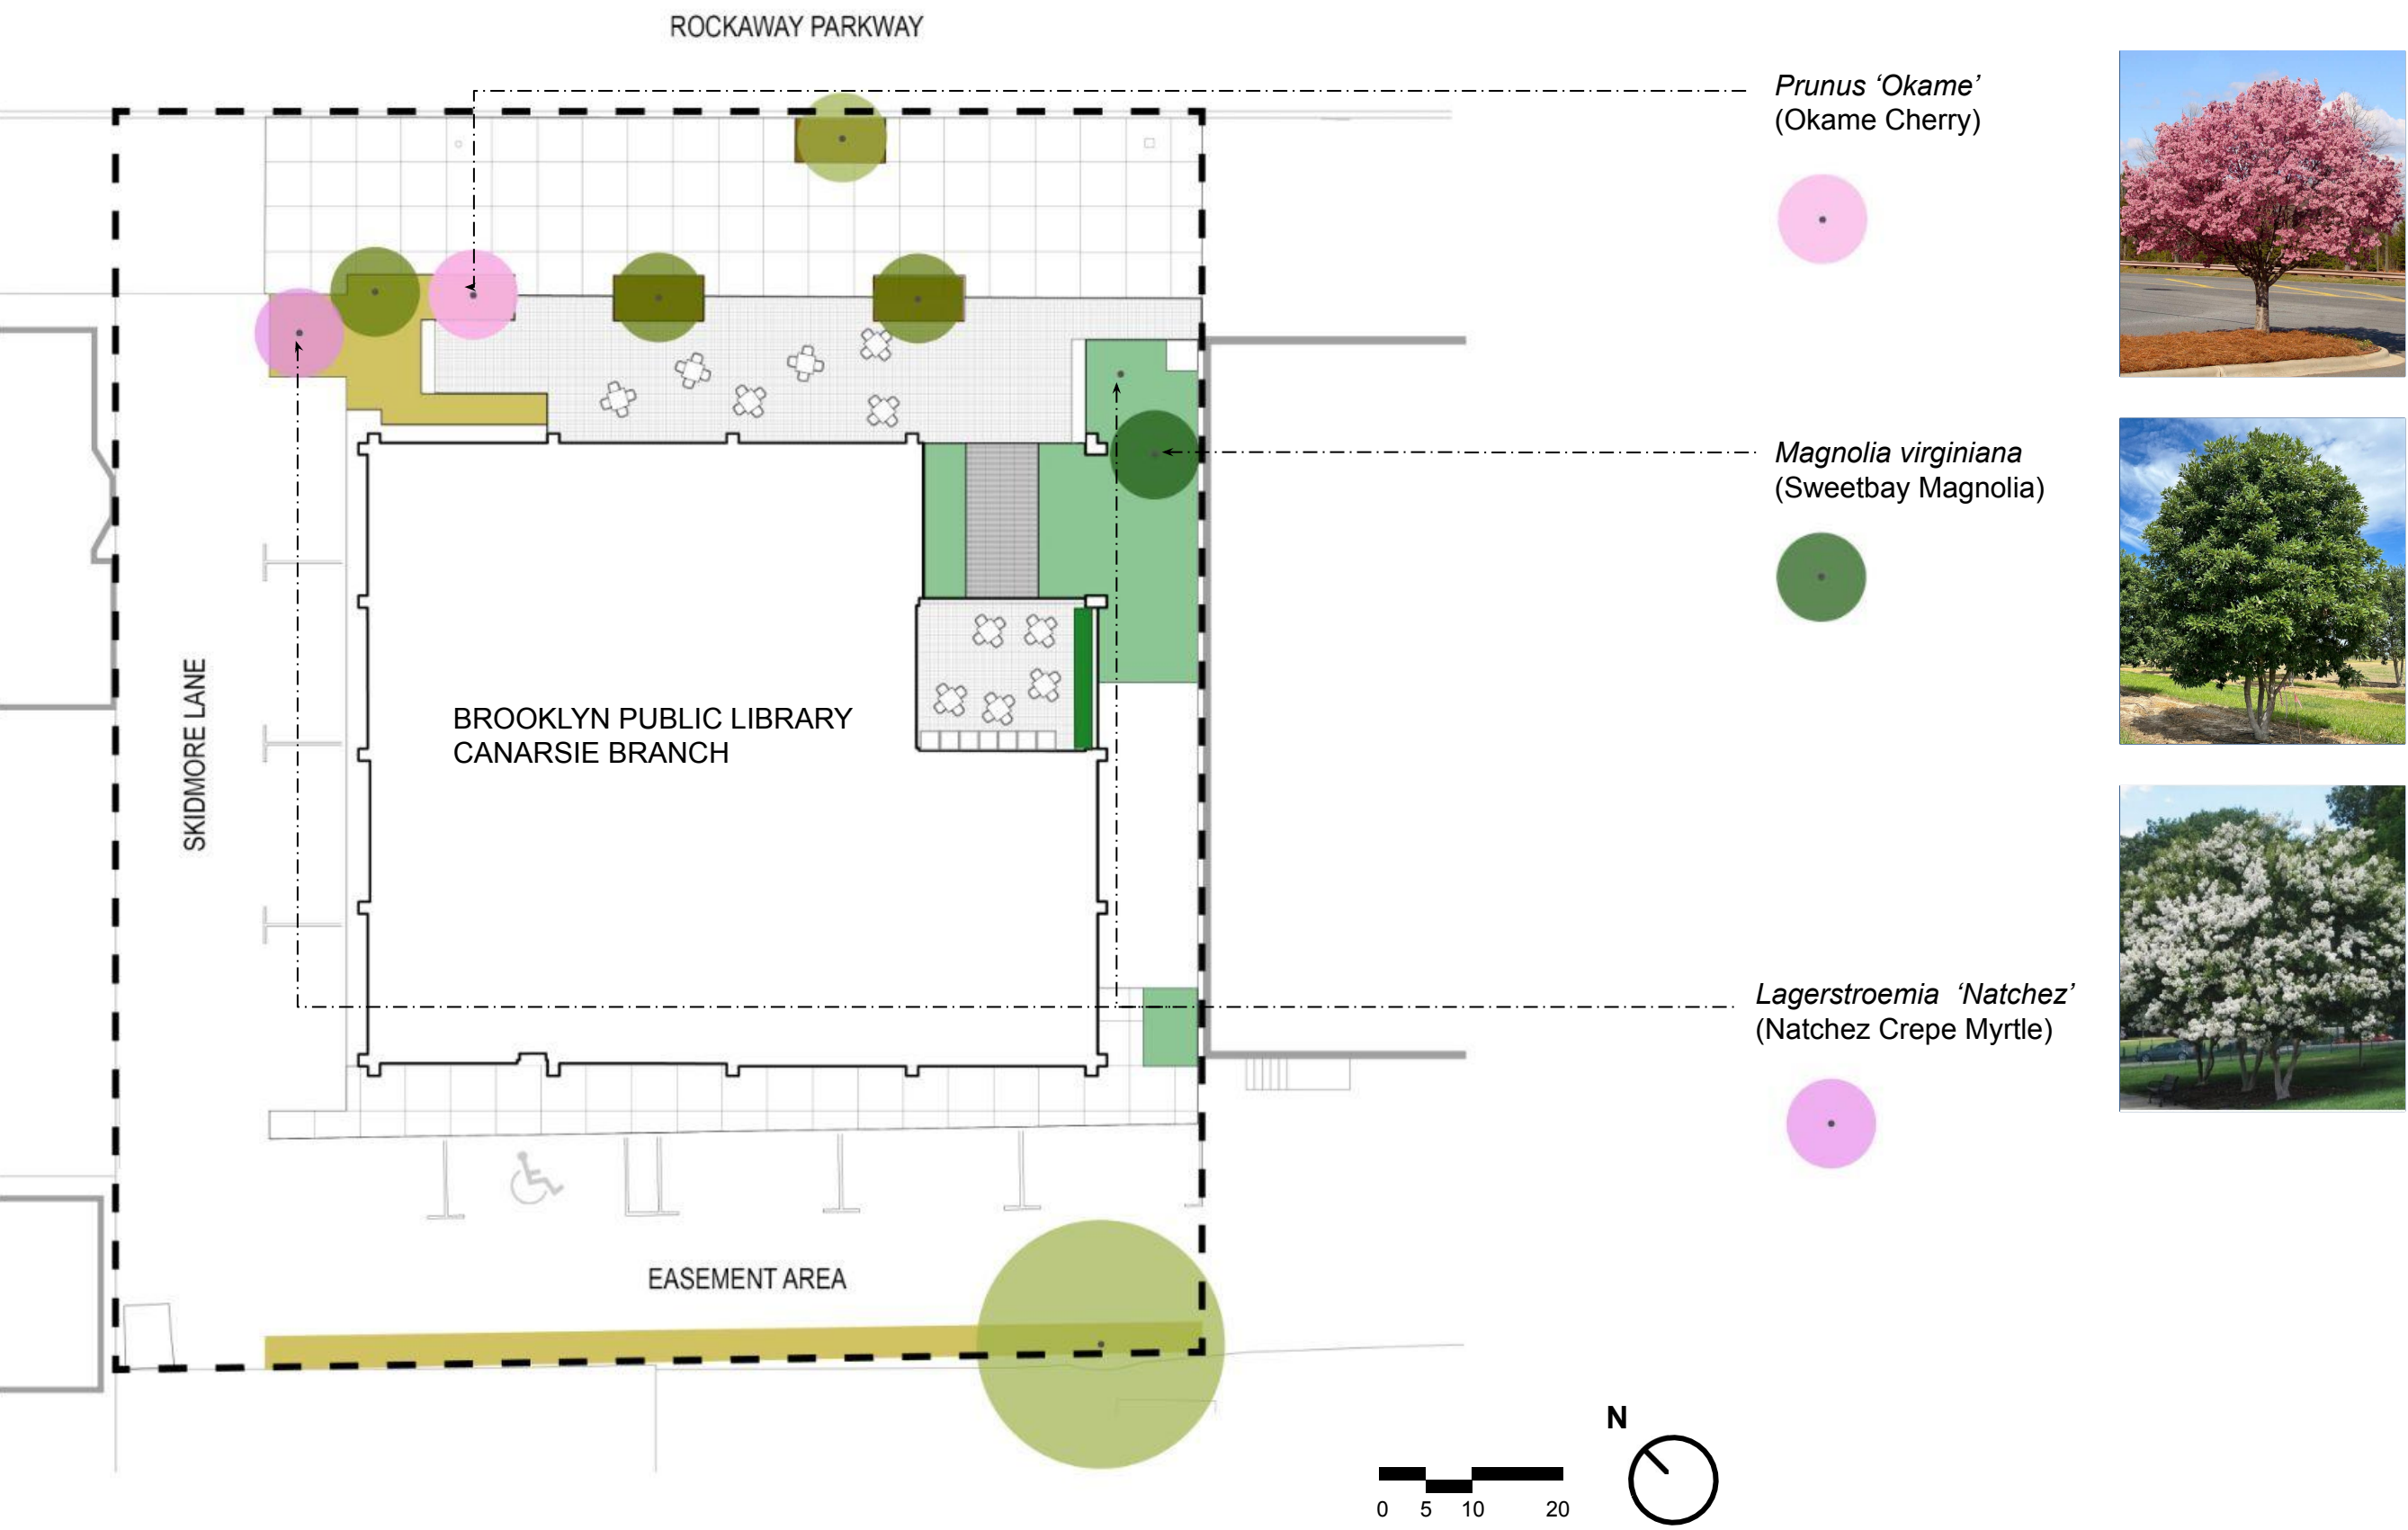 ROCKAWAY PARKWAY
Prunus ‘Okame’
(Okame Cherry)
Magnolia virginiana
(Sweetbay Magnolia)
SKIDMORE LANE
BROOKLYN PUBLIC LIBRARY
CANARSIE BRANCH
Lagerstroemia ‘Natchez’
(Natchez Crepe Myrtle)
EASEMENT AREA
N
0 5 10 20